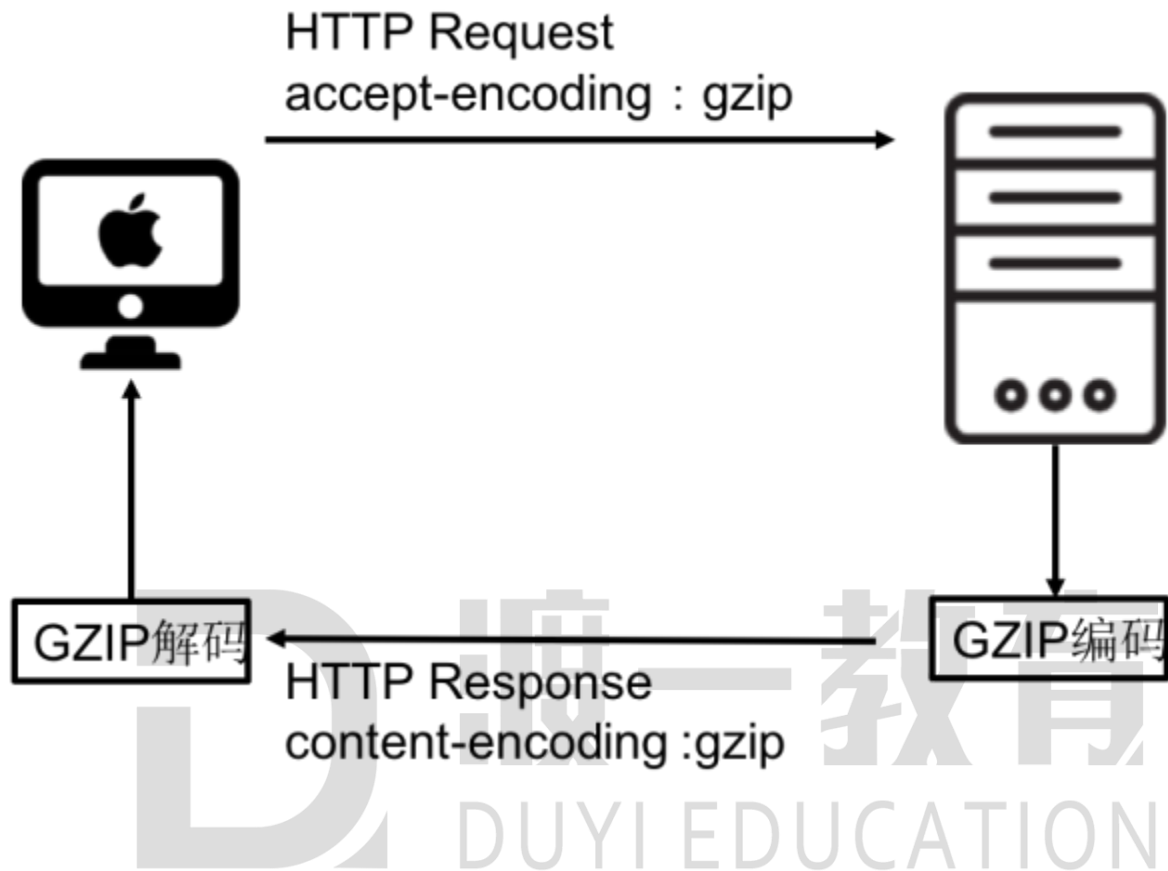 HTTP Request
accept-encoding：gzip
GZIP解码
GZIP编码
HTTP Response
content-encoding :gzip
渡一教育
DUYI EDUCATION